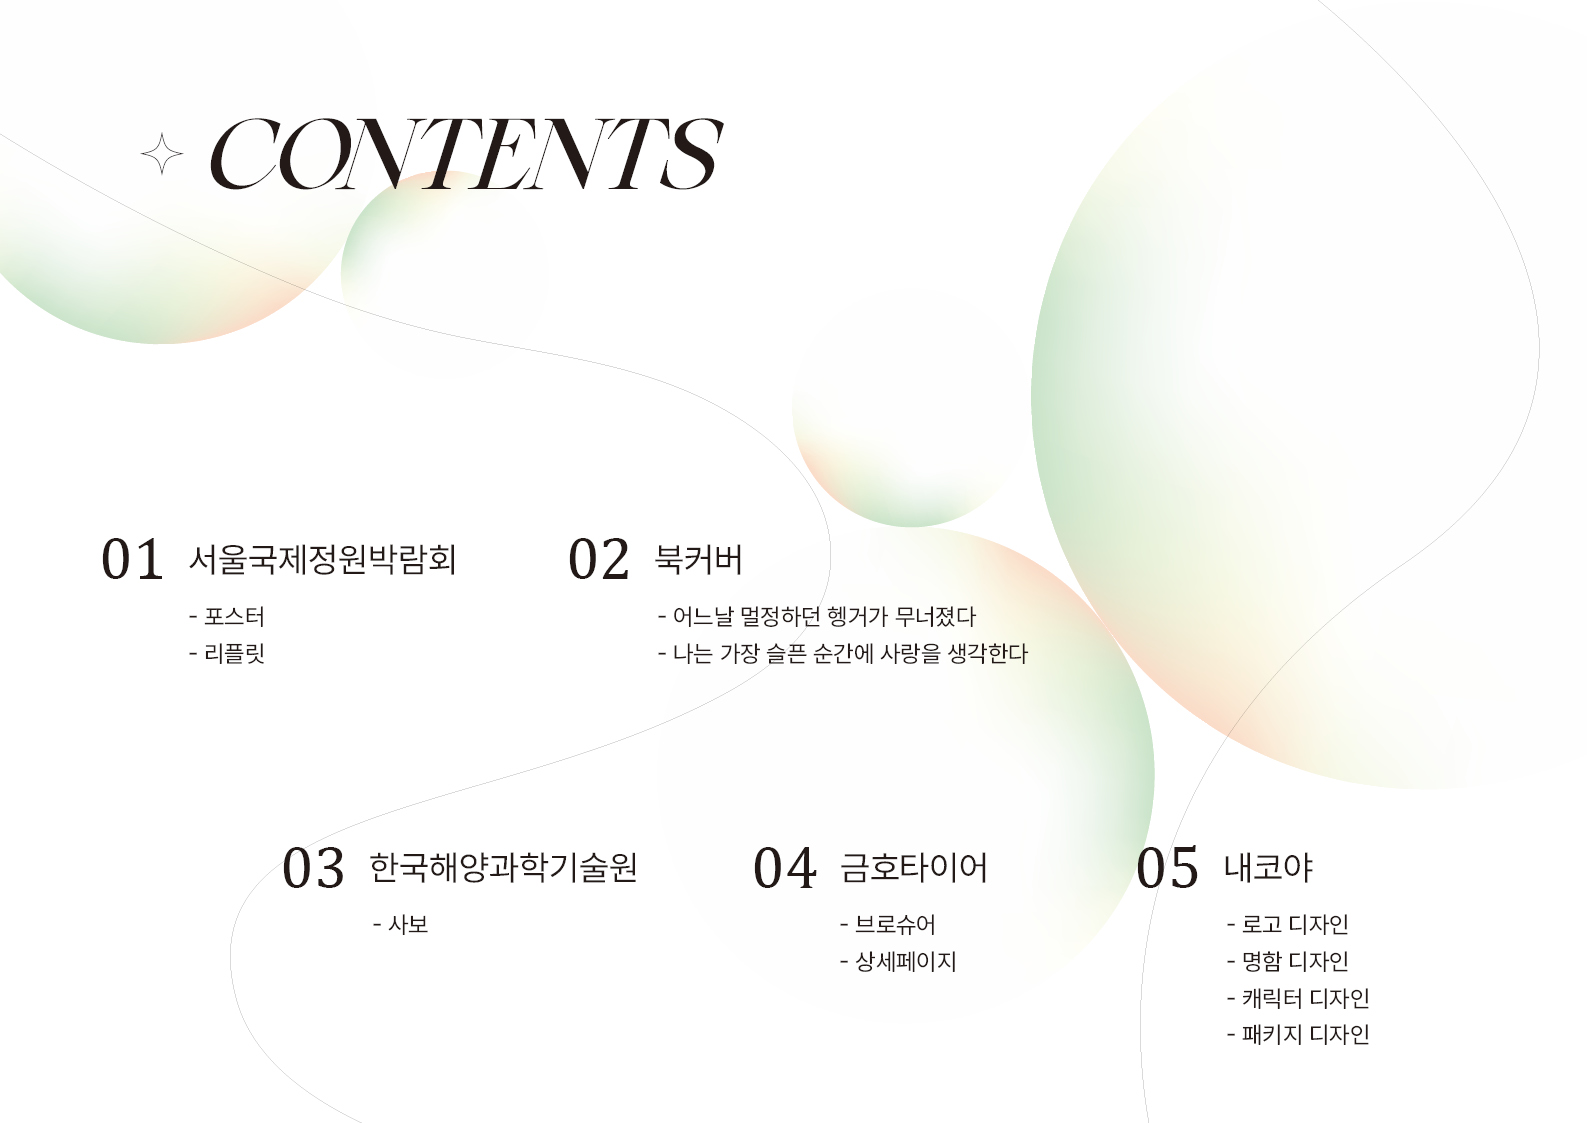 CONTENTS
01 서울국제정원박람회
- 포스터
- 리플릿
02 북커버
- 어느날 멀정하던 헹거가 무너졌다
- 나는 가장 슬픈 순간에 사랑을 생각한다
03 한국해양과학기술원
- 사보
04 금호타이어
- 브로슈어
- 상세페이지
05 내코야
- 로고 디자인
- 명함 디자인
- 캐릭터 디자인
- 패키지 디자인